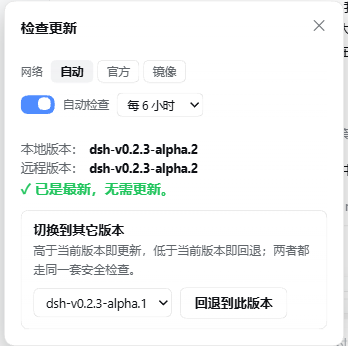 检查更新
网络 自动 官方 镜像
自动检查 每 6 小时
本地版本： dsh-v0.2.3-alpha.2
远程版本： dsh-v0.2.3-alpha.2
✓ 已是最新，无需更新。
切换到其它版本
高于当前版本即更新，低于当前版本即回退；两者都
走同一套安全检查。
dsh-v0.2.3-alpha.1 回退到此版本